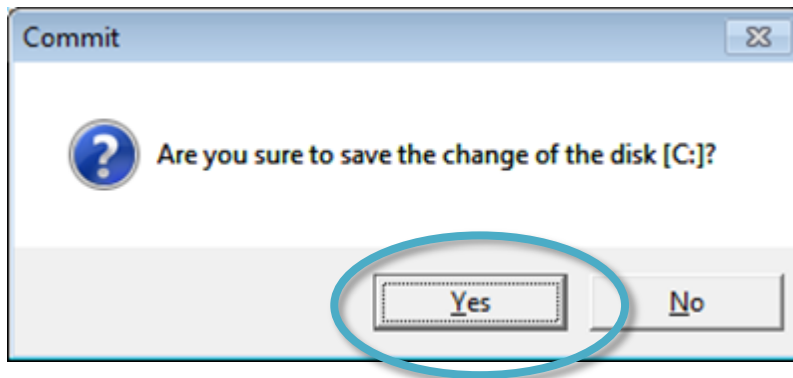 Commit
Are you sure to save the change of the disk [C:]?
Yes No